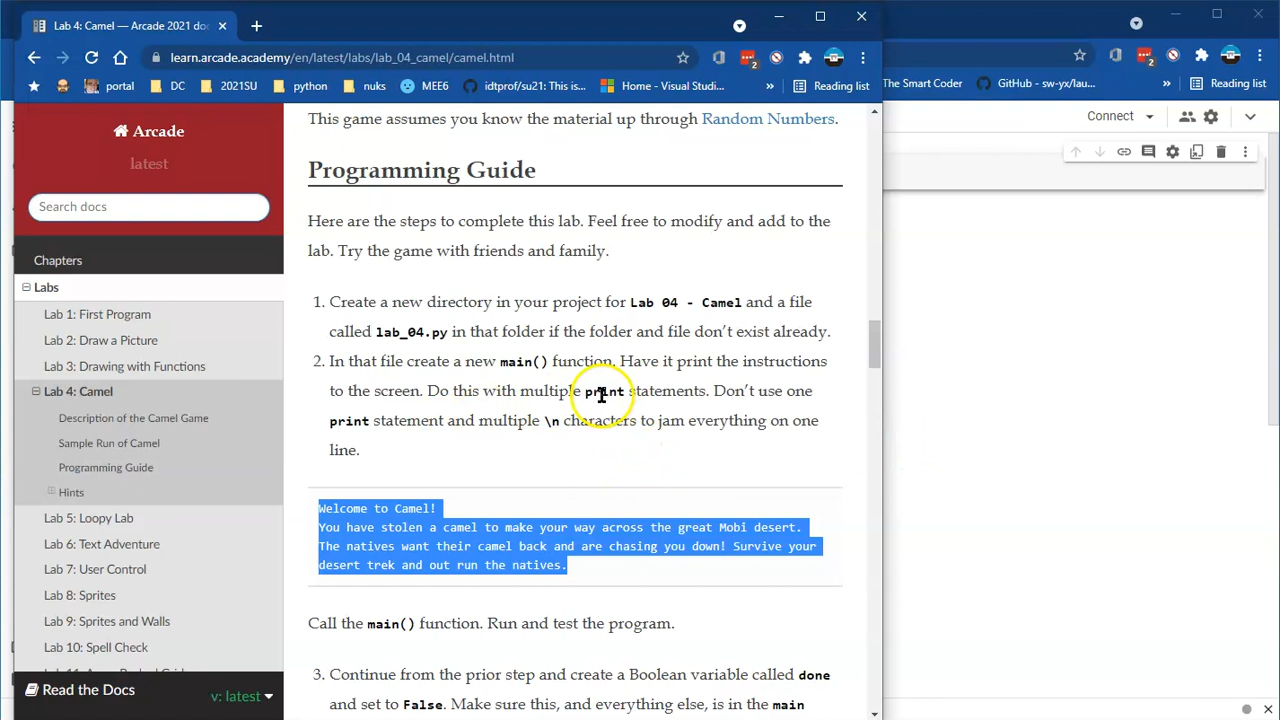 Lab 4: Camel — Arcade 2021 doc
learn.arcade.academy/en/latest/labs/lab_04_camel/camel.html
2
2
portal
DC
2021SU
python
nuks
MEE6
idtprof/su21: This is...
Home - Visual Studi...
»
Reading list
The Smart Coder
GitHub - sw-yx/lau...
»
Reading list
Connect
Arcade
latest
Search docs
Chapters
Labs
Lab 1: First Program
Lab 2: Draw a Picture
Lab 3: Drawing with Functions
Lab 4: Camel
Description of the Camel Game
Sample Run of Camel
Programming Guide
Hints
Lab 5: Loopy Lab
Lab 6: Text Adventure
Lab 7: User Control
Lab 8: Sprites
Lab 9: Sprites and Walls
Lab 10: Spell Check
Read the Docs
v: latest
This game assumes you know the material up through Random Numbers.
Programming Guide
Here are the steps to complete this lab. Feel free to modify and add to the
lab. Try the game with friends and family.
1. Create a new directory in your project for Lab 04 - Camel and a file
called lab_04.py in that folder if the folder and file don't exist already.
2. In that file create a new main() function. Have it print the instructions
to the screen. Do this with multiple print statements. Don't use one
print statement and multiple \n characters to jam everything on one
line.
Welcome to Camel!
You have stolen a camel to make your way across the great Mobi desert.
The natives want their camel back and are chasing you down! Survive your
desert trek and out run the natives.
Call the main() function. Run and test the program.
3. Continue from the prior step and create a Boolean variable called done
and set to False. Make sure this, and everything else, is in the main